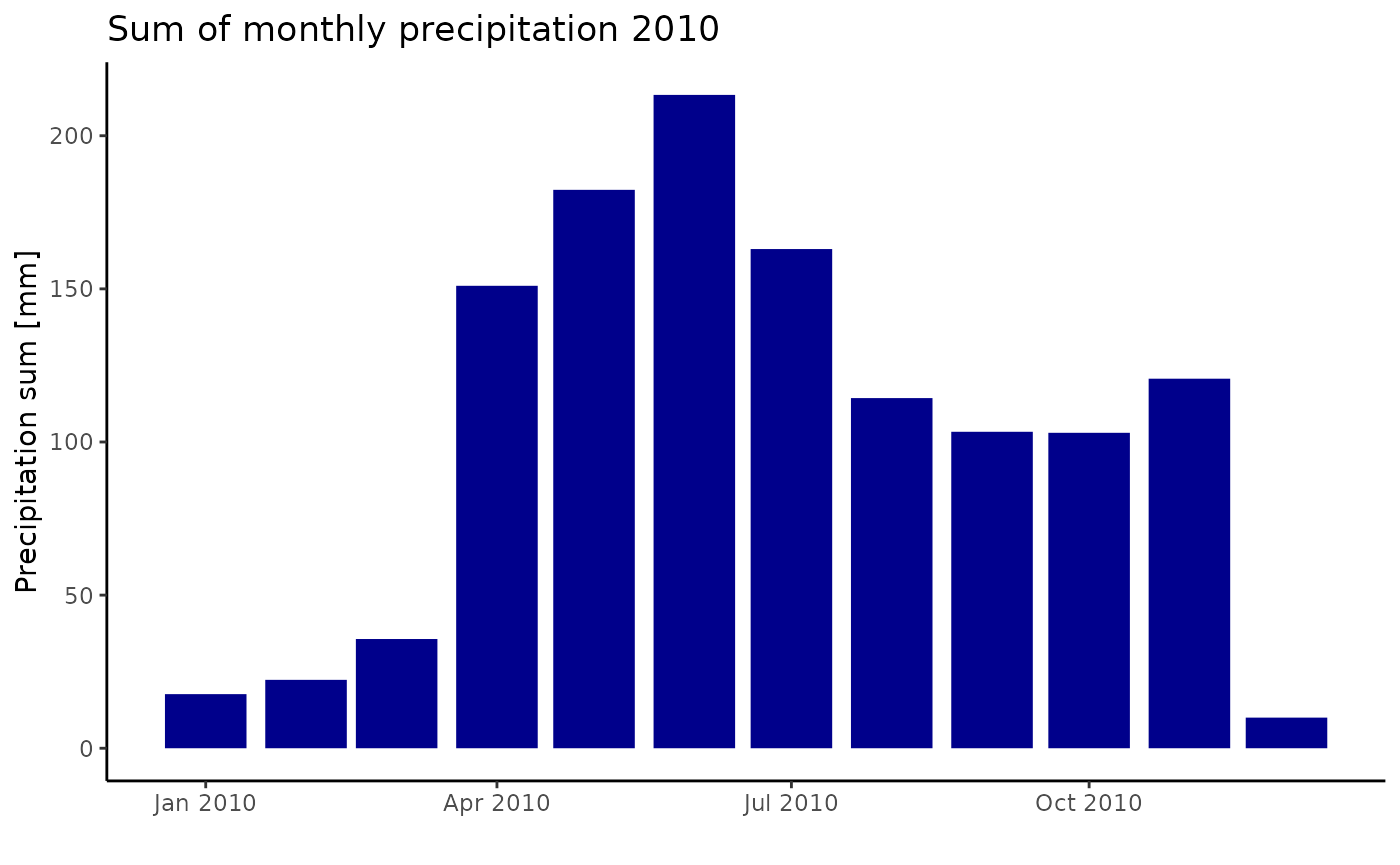 Sum of monthly precipitation 2010
Precipitation sum [mm]
200
150
100
50
0
Jan 2010
Apr 2010
Jul 2010
Oct 2010